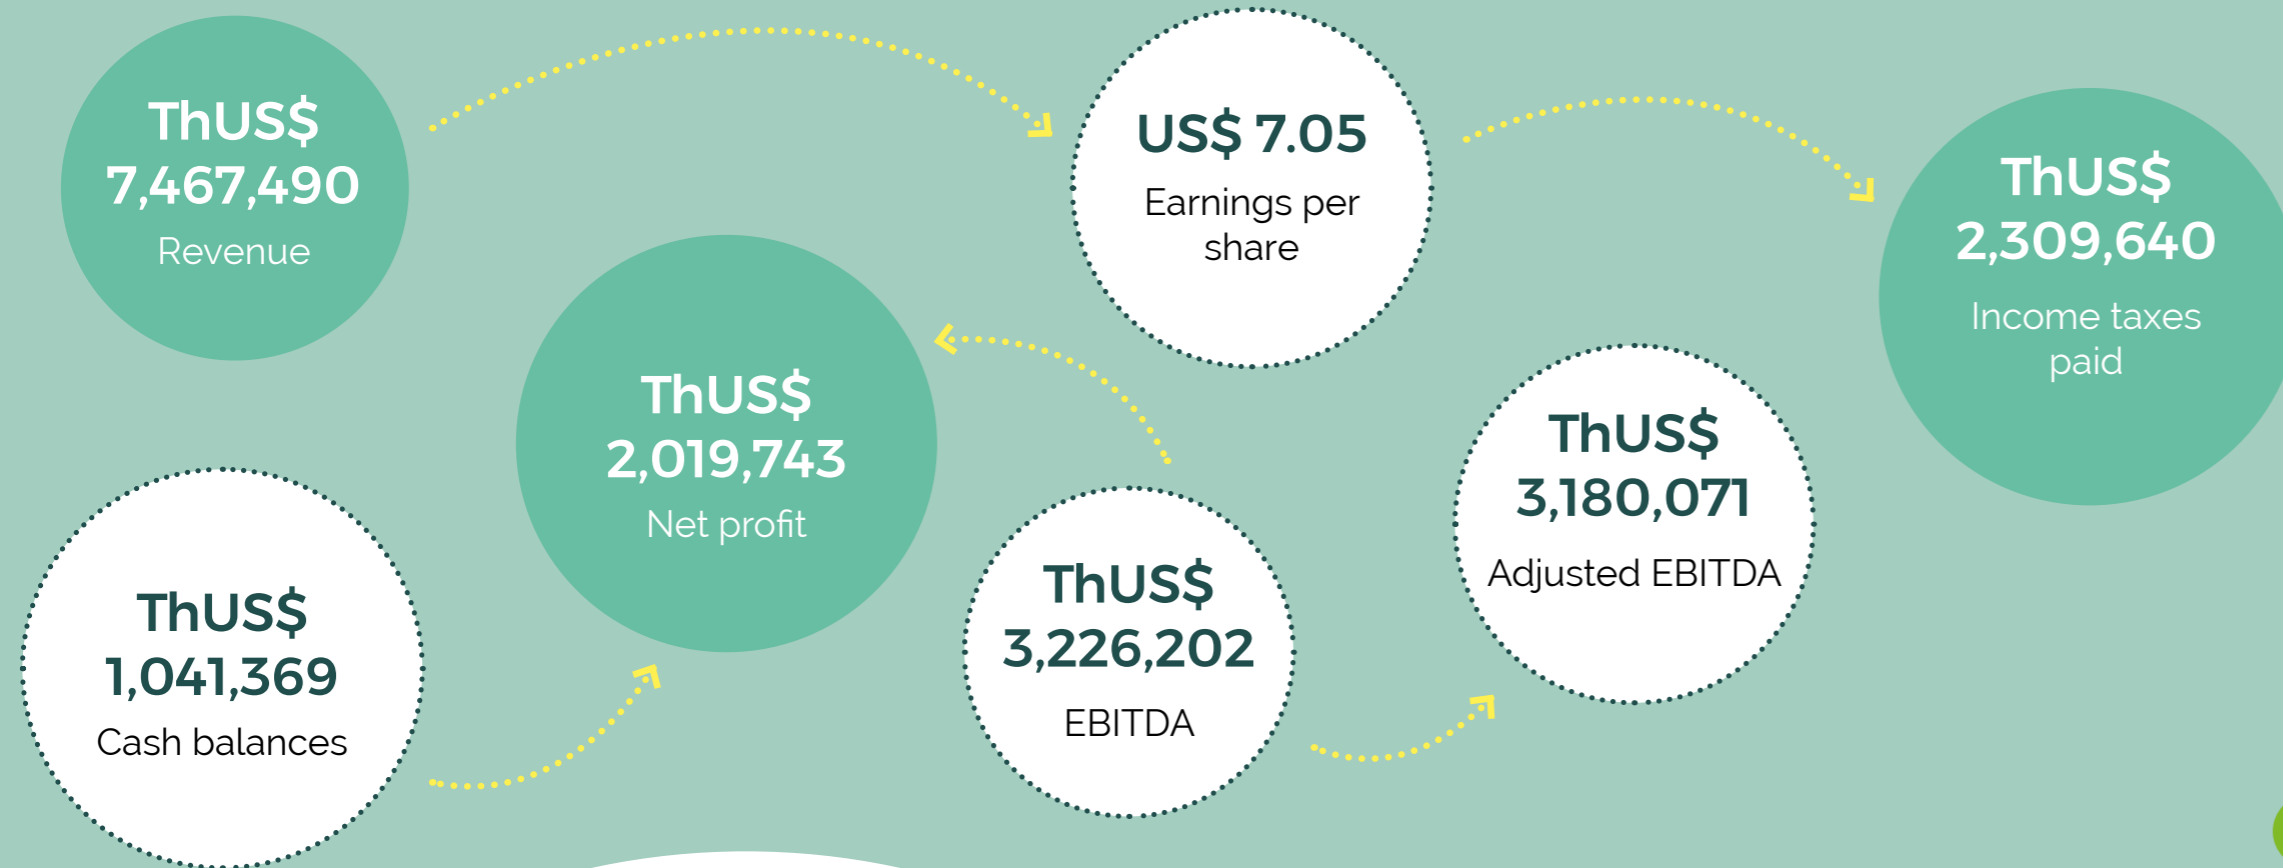 ThUS$
7,467,490
Revenue
US$ 7.05
Earnings per
share
ThUS$
2,309,640
Income taxes
paid
ThUS$
2,019,743
Net profit
ThUS$
3,180,071
Adjusted EBITDA
ThUS$
1,041,369
Cash balances
ThUS$
3,226,202
EBITDA